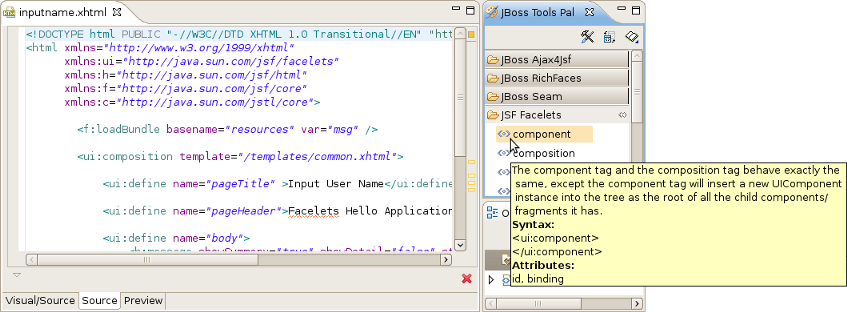 inputname.xhtml
<!DOCTYPE html PUBLIC "-//W3C//DTD XHTML 1.0 Transitional//EN" "htt
<html xmlns="http://www.w3.org/1999/xhtml"
xmlns:ui="http://java.sun.com/jsf/facelets"
xmlns:h="http://java.sun.com/jsf/html"
xmlns:f="http://java.sun.com/jsf/core"
xmlns:c="http://java.sun.com/jstl/core">
<f:loadBundle basename="resources" var="msg" />
<ui:composition template="/templates/common.xhtml">
<ui:define name="pageTitle" >Input User Name</ui:define
<ui:define name="pageHeader">Facelets Hello Application
<ui:define name="body">
Visual/Source
Source
Preview
JBoss Tools Pal
JBoss Ajax4Jsf
JBoss RichFaces
JBoss Seam
JSF Facelets
component
composition
The component tag and the composition tag behave exactly the
same, except the component tag will insert a new UIComponent
instance into the tree as the root of all the child components/
fragments it has.
Syntax:
<ui:component>
</ui:component>
Attributes:
id, binding